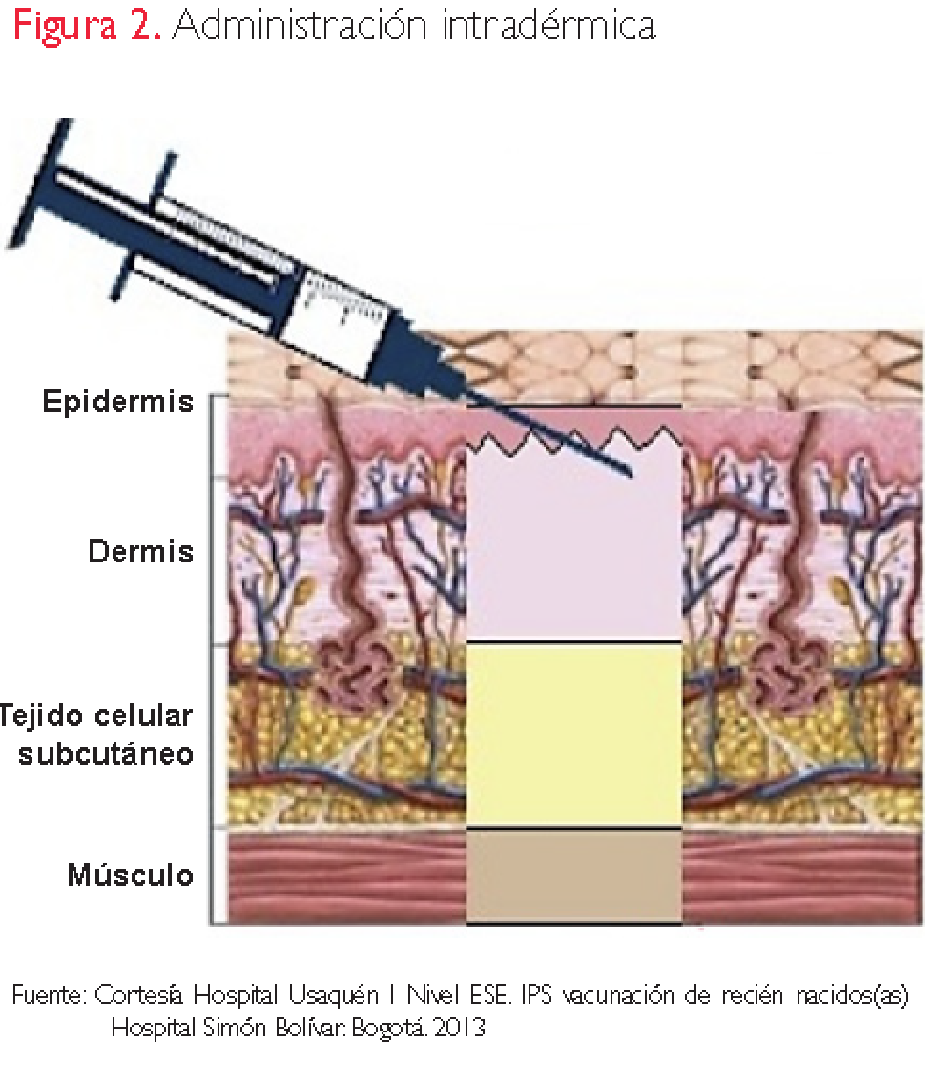 Figura 2. Administración intradérmica
Epidermis
Dermis
Tejido celular
subcutáneo
Músculo
Fuente: Cortesía Hospital Usaquén I Nivel ESE. IPS vacunación de recién nacidos(as)
Hospital Simón Bolívar. Bogotá. 2013